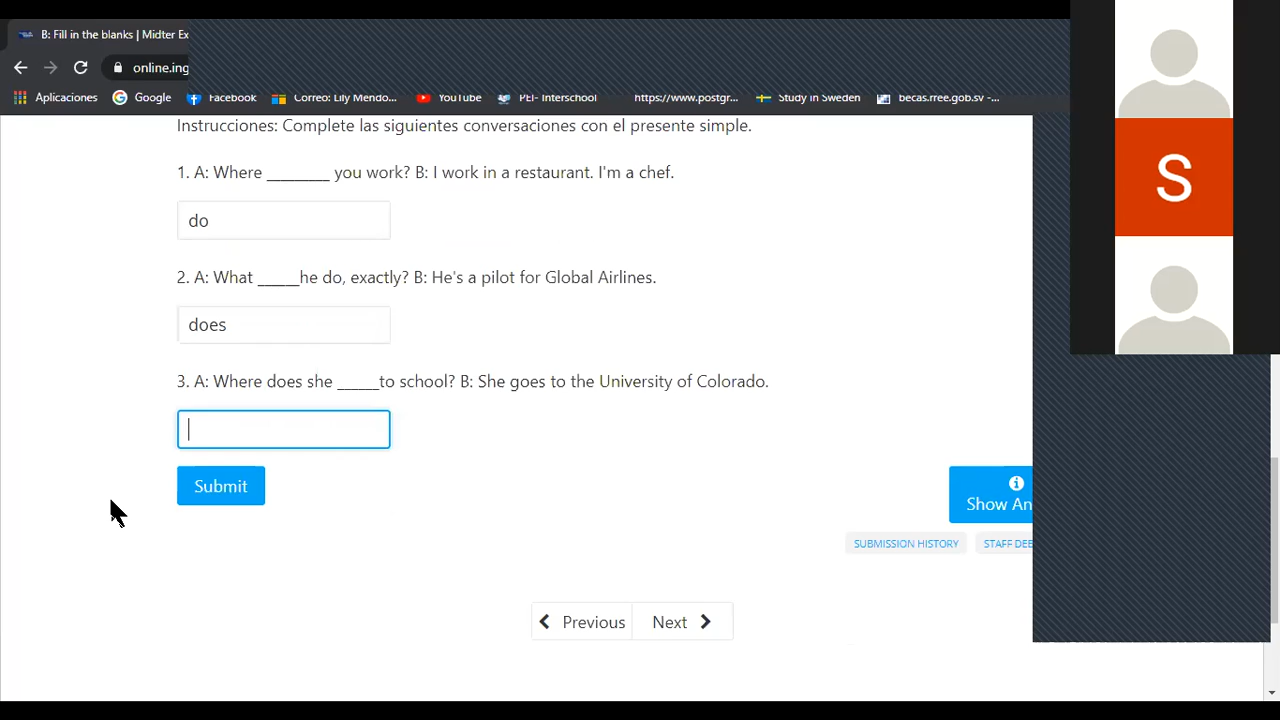 B: Fill in the blanks | Midter Ex
online.ing
Aplicaciones Google Facebook Correo: Lily Mendo... YouTube PEI- Interschool https://www.postgr... Study in Sweden becas.rree.gob.sv -...
Instrucciones: Complete las siguientes conversaciones con el presente simple.
1. A: Where _________ you work? B: I work in a restaurant. I'm a chef.
do
2. A: What _____he do, exactly? B: He's a pilot for Global Airlines.
does
3. A: Where does she _____to school? B: She goes to the University of Colorado.
Submit
Show An
SUBMISSION HISTORY STAFF DEB
Previous Next
S